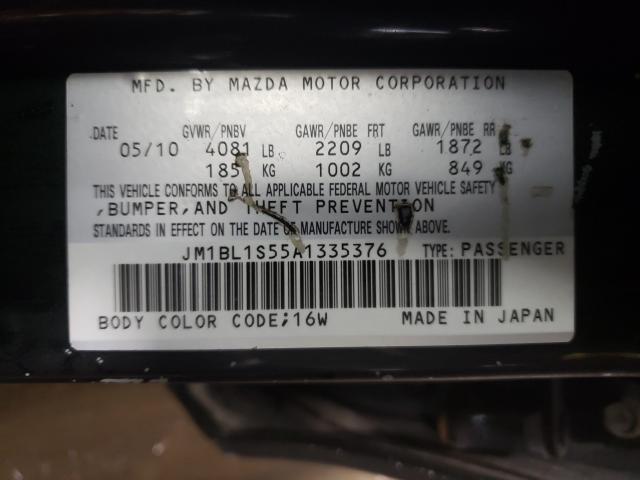 MFD. BY MAZDA MOTOR CORPORATION
DATE GVWR/PNBV GAWR/PNBE FRT GAWR/PNBE RR
05/10 4081 LB 2209 LB 1872 LB
KG 1002 KG 849 KG
THIS VEHICLE CONFORMS TO ALL APPLICABLE FEDERAL MOTOR VEHICLE SAFETY
,BUMPER,AND THEFT PREVENTION
STANDARDS IN EFFECT ON THE DATE OF MANUFACTURE SHOWN ABOVE.
JM1BL1S55A1335376 TYPE: PASSENGER
BODY COLOR CODE;16W MADE IN JAPAN